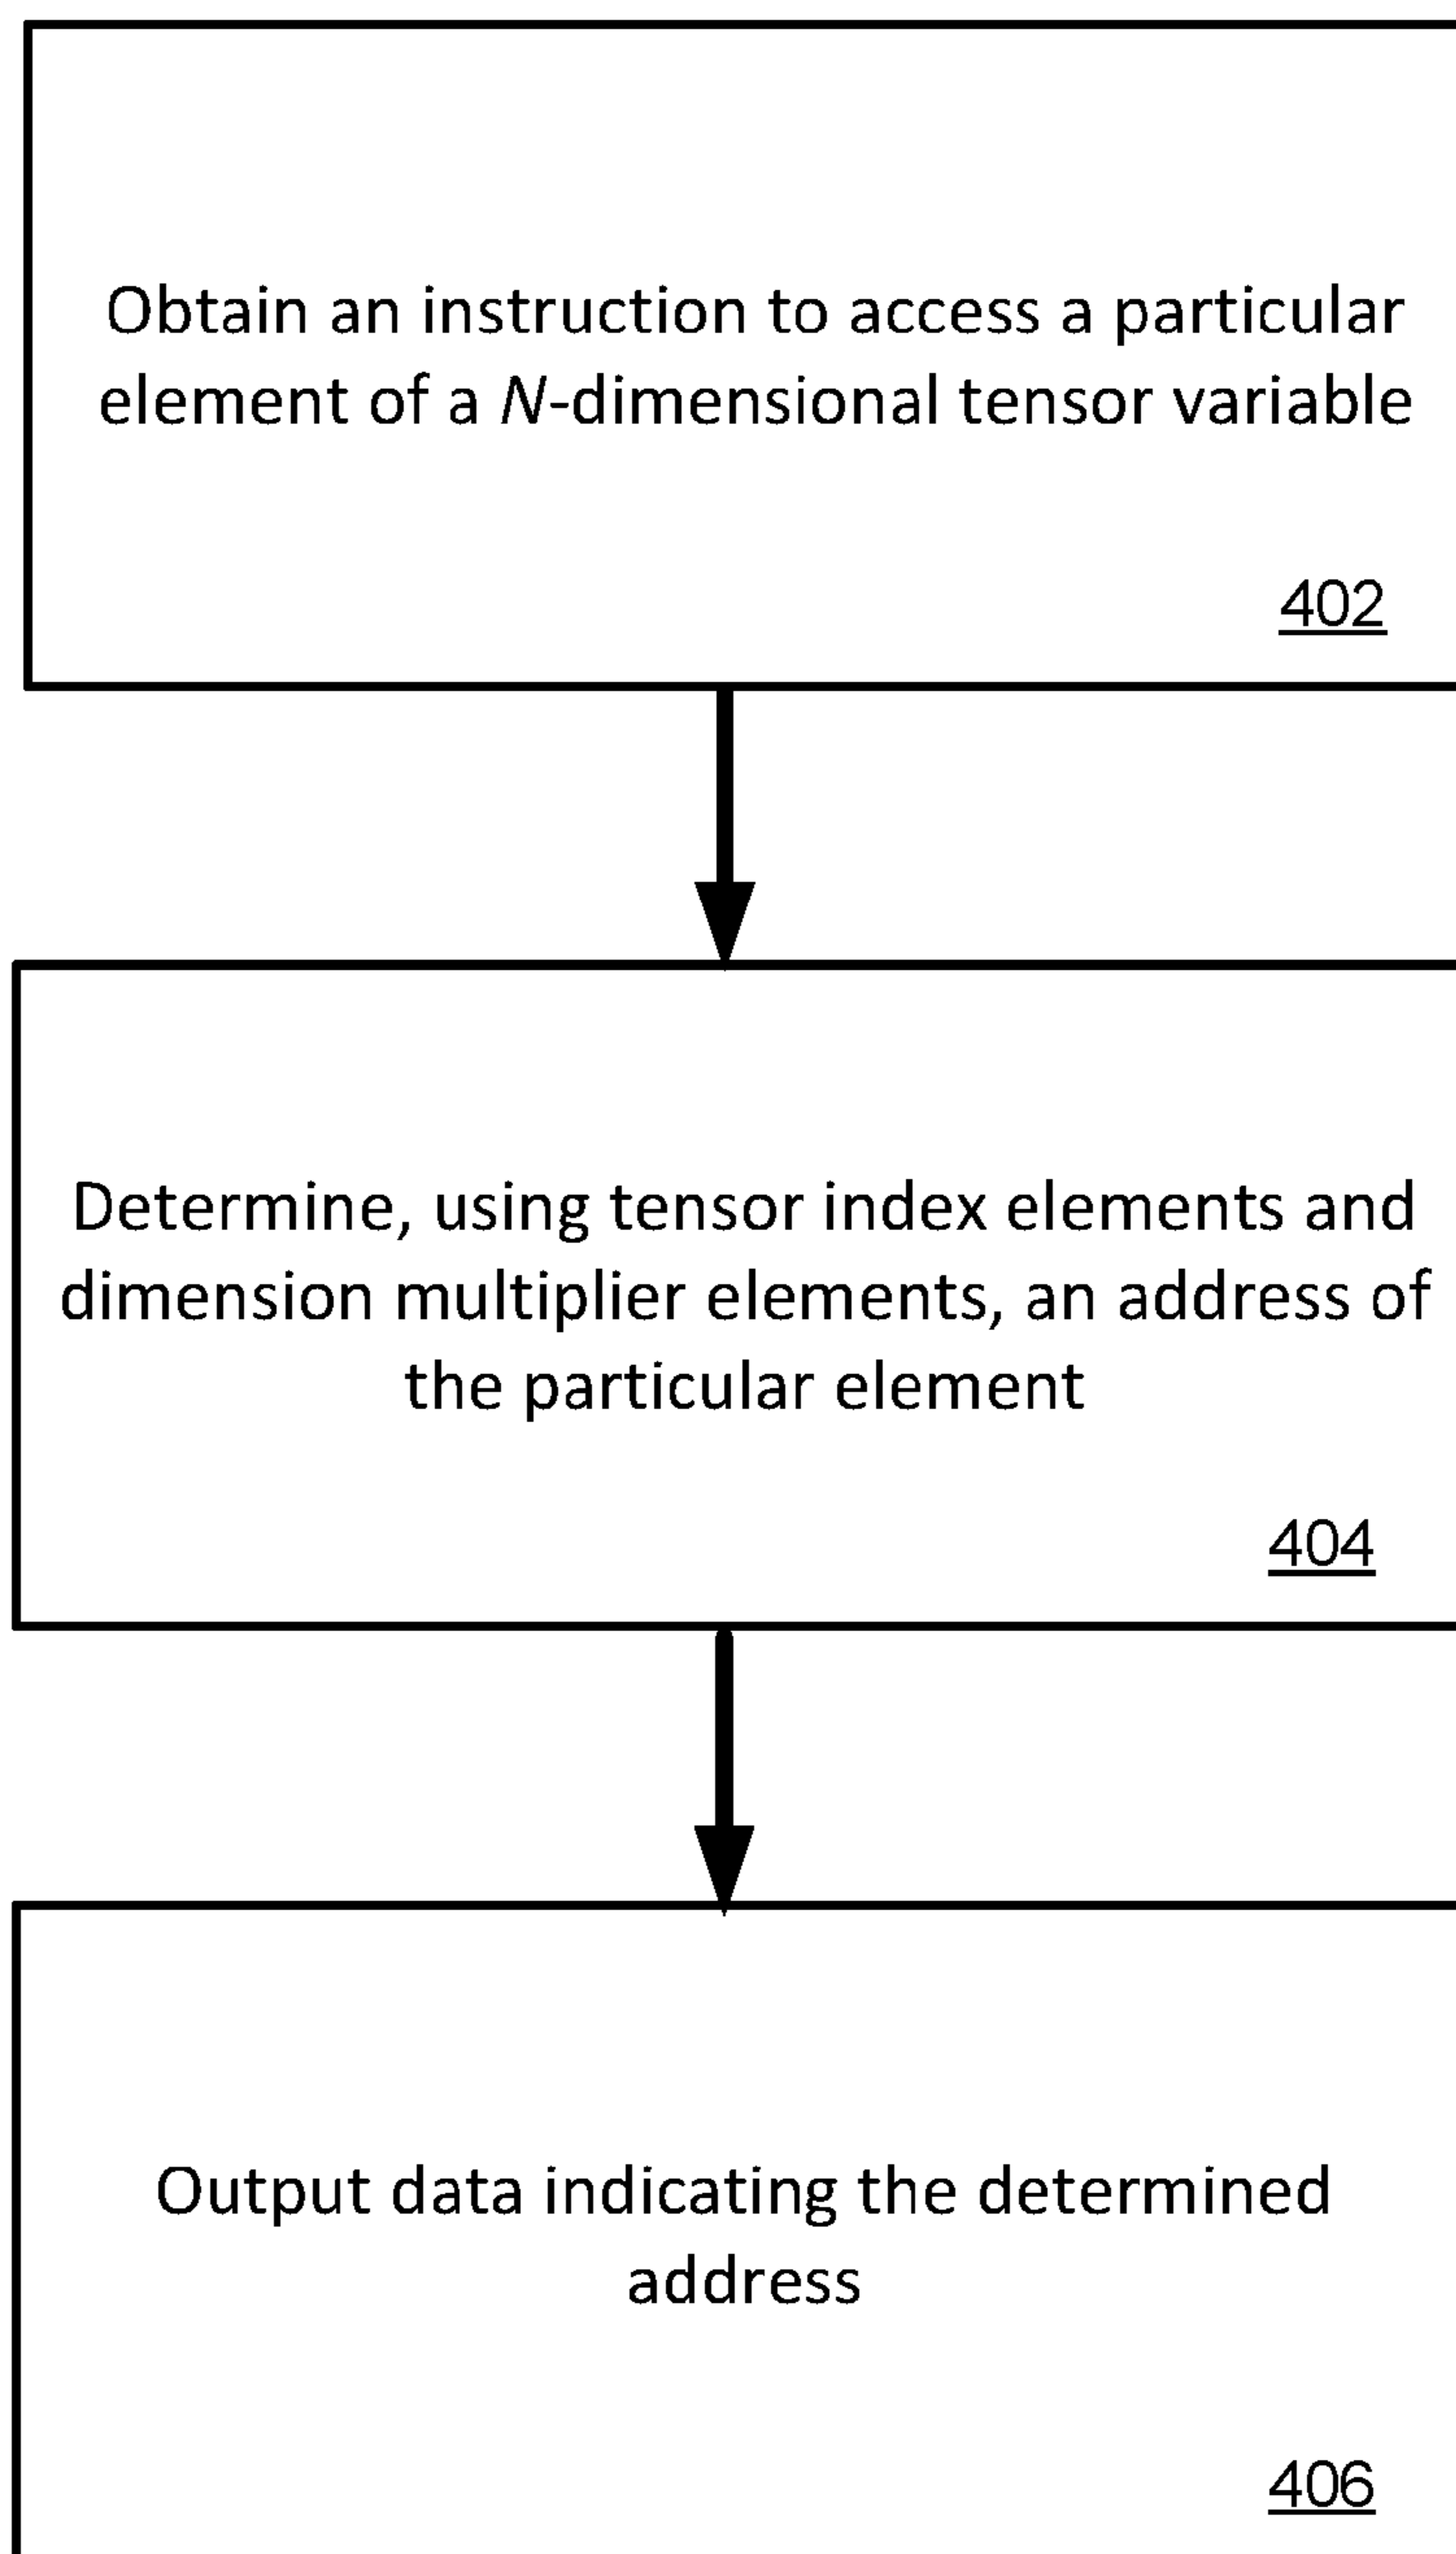 Obtain an instruction to access a particular
element of a N-dimensional tensor variable
402
Determine, using tensor index elements and
dimension multiplier elements, an address of
the particular element
404
Output data indicating the determined
address
406